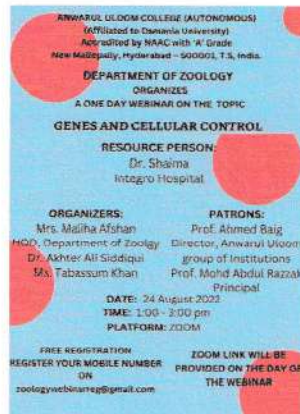 ANWARUL ULOOM COLLEGE (AUTONOMOUS)
(Affiliated to Osmania University)
Accredited by NAAC with 'A' Grade
New Mallepally, Hyderabad – 500001, T.S, India.
DEPARTMENT OF ZOOLOGY
ORGANIZES
A ONE DAY WEBINAR ON THE TOPIC
GENES AND CELLULAR CONTROL
RESOURCE PERSON:
Dr. Shaima
Integro Hospital
ORGANIZERS:
Mrs. Maliha Afshan
HOD, Department of Zoolgy
Dr. Akhter Ali Siddiqui
Ms. Tabassum Khan
PATRONS:
Prof. Ahmed Baig
Director, Anwarul Uloom
group of Institutions
Prof. Mohd Abdul Razzak
Principal
DATE: 24 August 2022
TIME: 1:00 - 3:00 pm
PLATFORM: ZOOM
FREE REGISTRATION
REGISTER YOUR MOBILE NUMBER
ON
zoologywebinarreg@gmail.com
ZOOM LINK WILL BE
PROVIDED ON THE DAY OF
THE WEBINAR